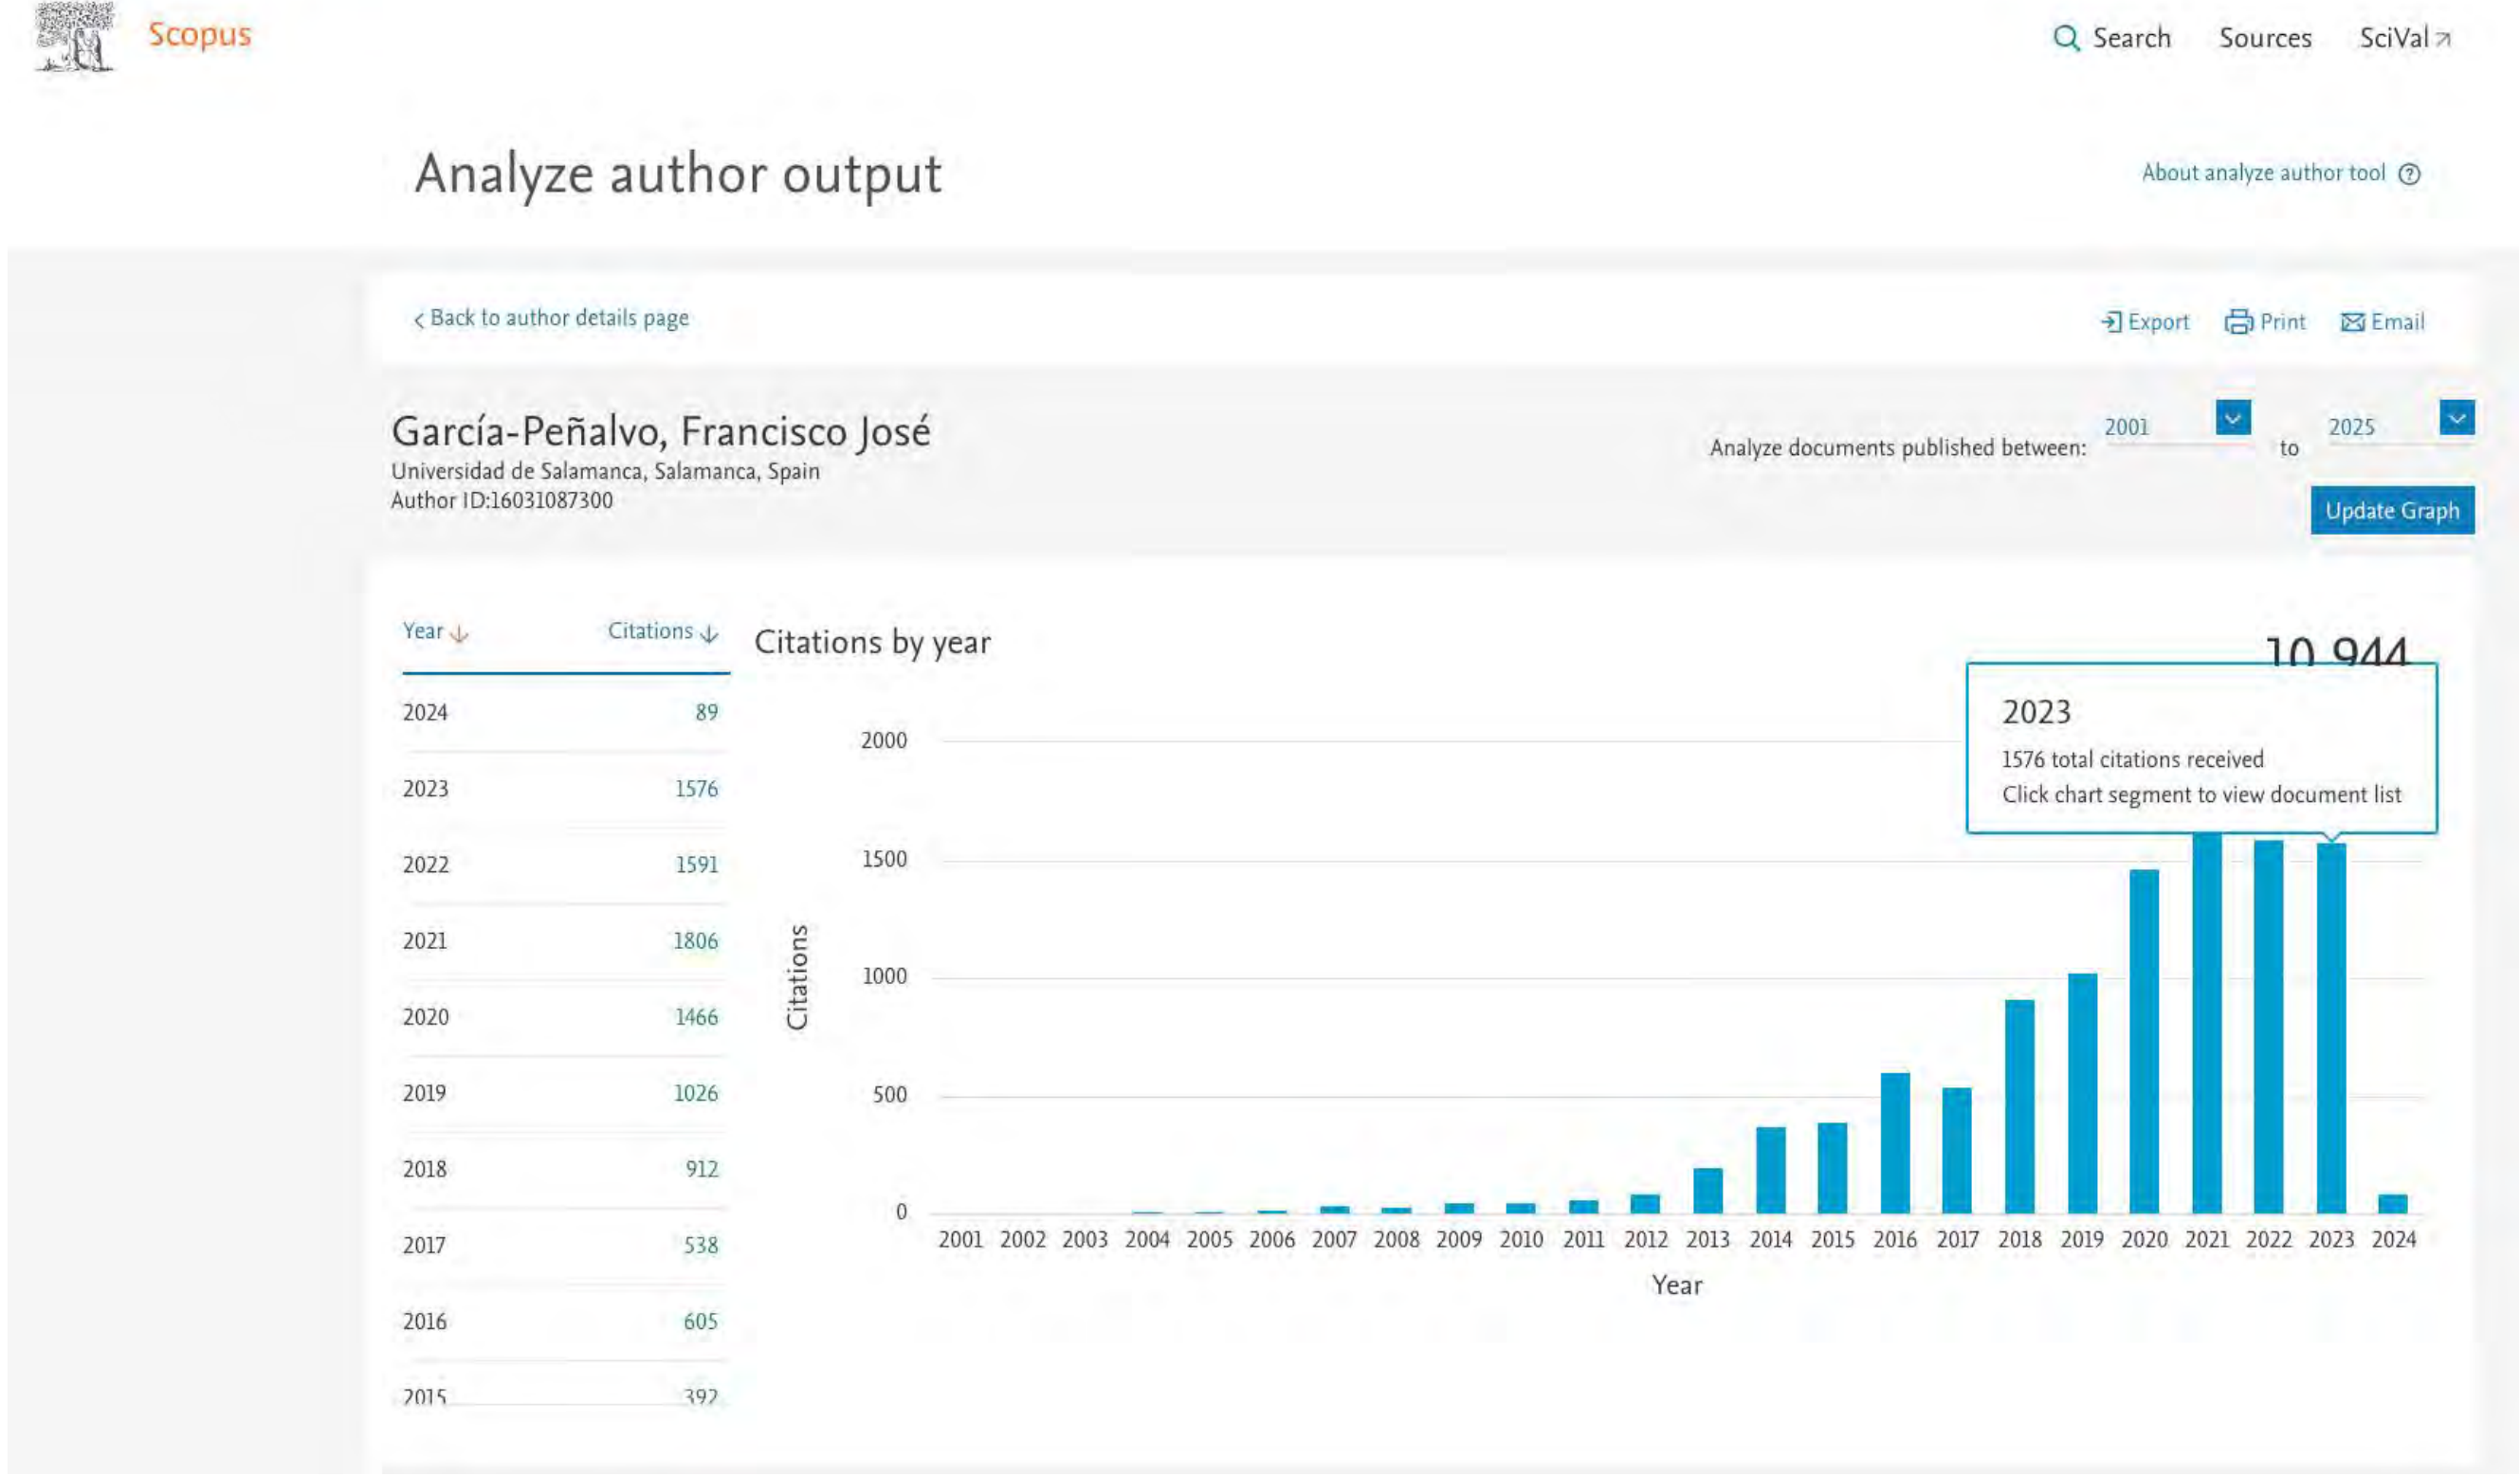 Scopus
Search Sources SciVal
Analyze author output
About analyze author tool
Back to author details page
Export Print Email
García-Peñalvo, Francisco José
Universidad de Salamanca, Salamanca, Spain
Author ID:16031087300
Analyze documents published between: 2001 to 2025
Update Graph
Year Citations
2024 89
2023 1576
2022 1591
2021 1806
2020 1466
2019 1026
2018 912
2017 538
2016 605
2015 392
Citations by year
10 944
2023
1576 total citations received
Click chart segment to view document list
2000
1500
1000
500
0
Citations
2001 2002 2003 2004 2005 2006 2007 2008 2009 2010 2011 2012 2013 2014 2015 2016 2017 2018 2019 2020 2021 2022 2023 2024
Year